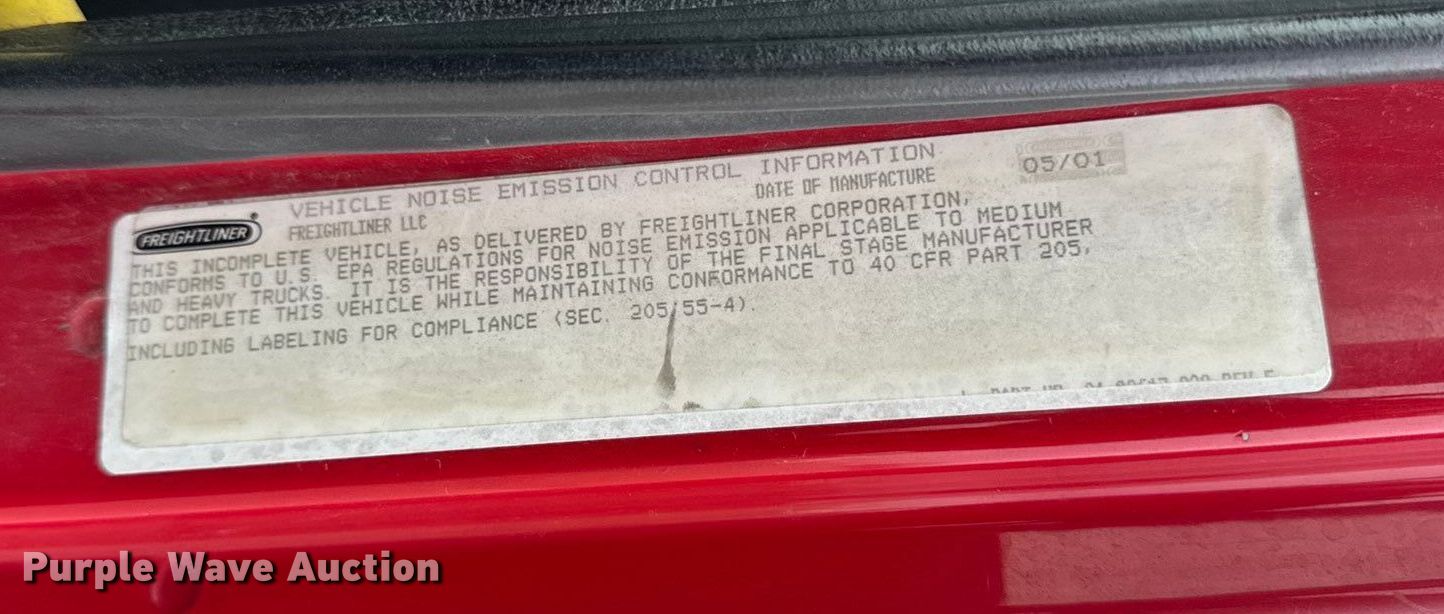 VEHICLE NOISE EMISSION CONTROL INFORMATION
05/01
FREIGHTLINER
FREIGHTLINER LLC
DATE OF MANUFACTURE
THIS INCOMPLETE VEHICLE, AS DELIVERED BY FREIGHTLINER CORPORATION,
CONFORMS TO U.S. EPA REGULATIONS FOR NOISE EMISSION APPLICABLE TO MEDIUM
AND HEAVY TRUCKS. IT IS THE RESPONSIBILITY OF THE FINAL STAGE MANUFACTURER
TO COMPLETE THIS VEHICLE WHILE MAINTAINING CONFORMANCE TO 40 CFR PART 205,
INCLUDING LABELING FOR COMPLIANCE (SEC. 205/55-4).
Purple Wave Auction